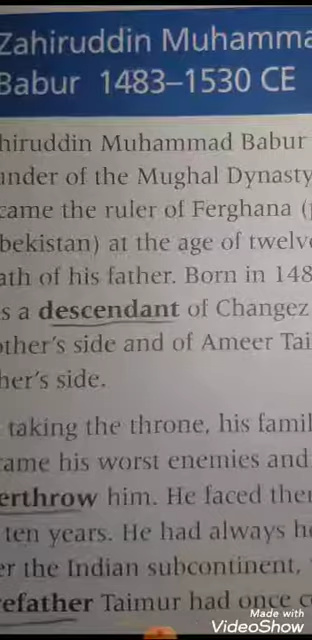 Zahiruddin Muhamma
Babur 1483–1530 CE
hiruddin Muhammad Babur
under of the Mughal Dynasty
came the ruler of Ferghana (
bekistan) at the age of twelve
ath of his father. Born in 148
s a descendant of Changez
other's side and of Ameer Tai
her's side.
taking the throne, his famil
came his worst enemies and
erthrow him. He faced ther
ten years. He had always he
er the Indian subcontinent,
refather Taimur had once c
Made with
VideoShow